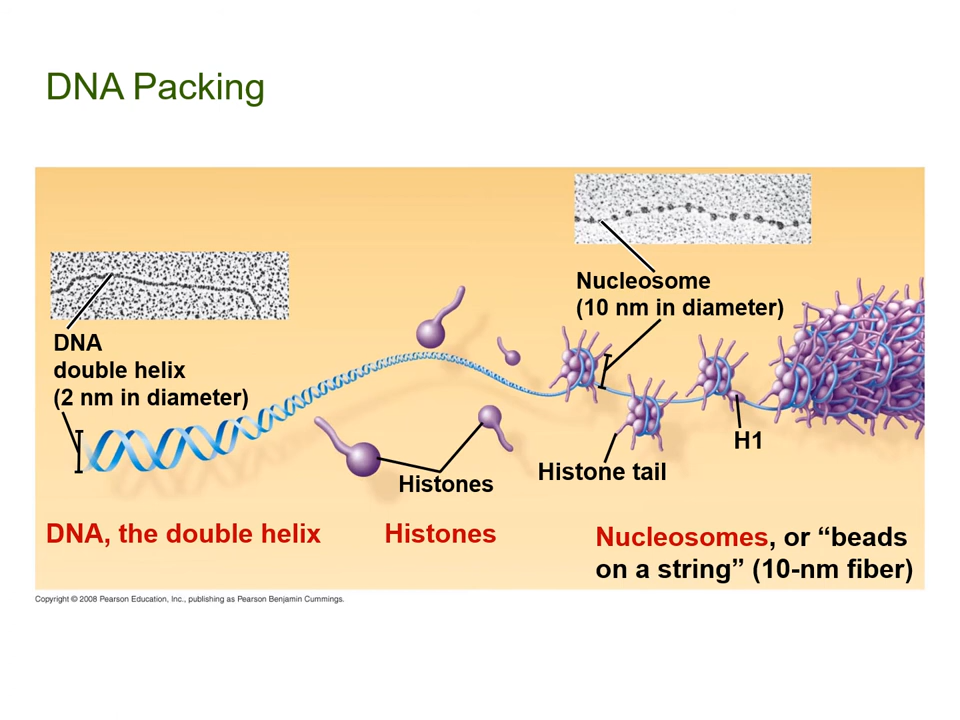 DNA Packing
Nucleosome
(10 nm in diameter)
DNA
double helix
(2 nm in diameter)
H1
Histone tail
Histones
DNA, the double helix
Histones
Nucleosomes, or “beads
on a string” (10-nm fiber)
Copyright © 2008 Pearson Education, Inc., publishing as Pearson Benjamin Cummings.